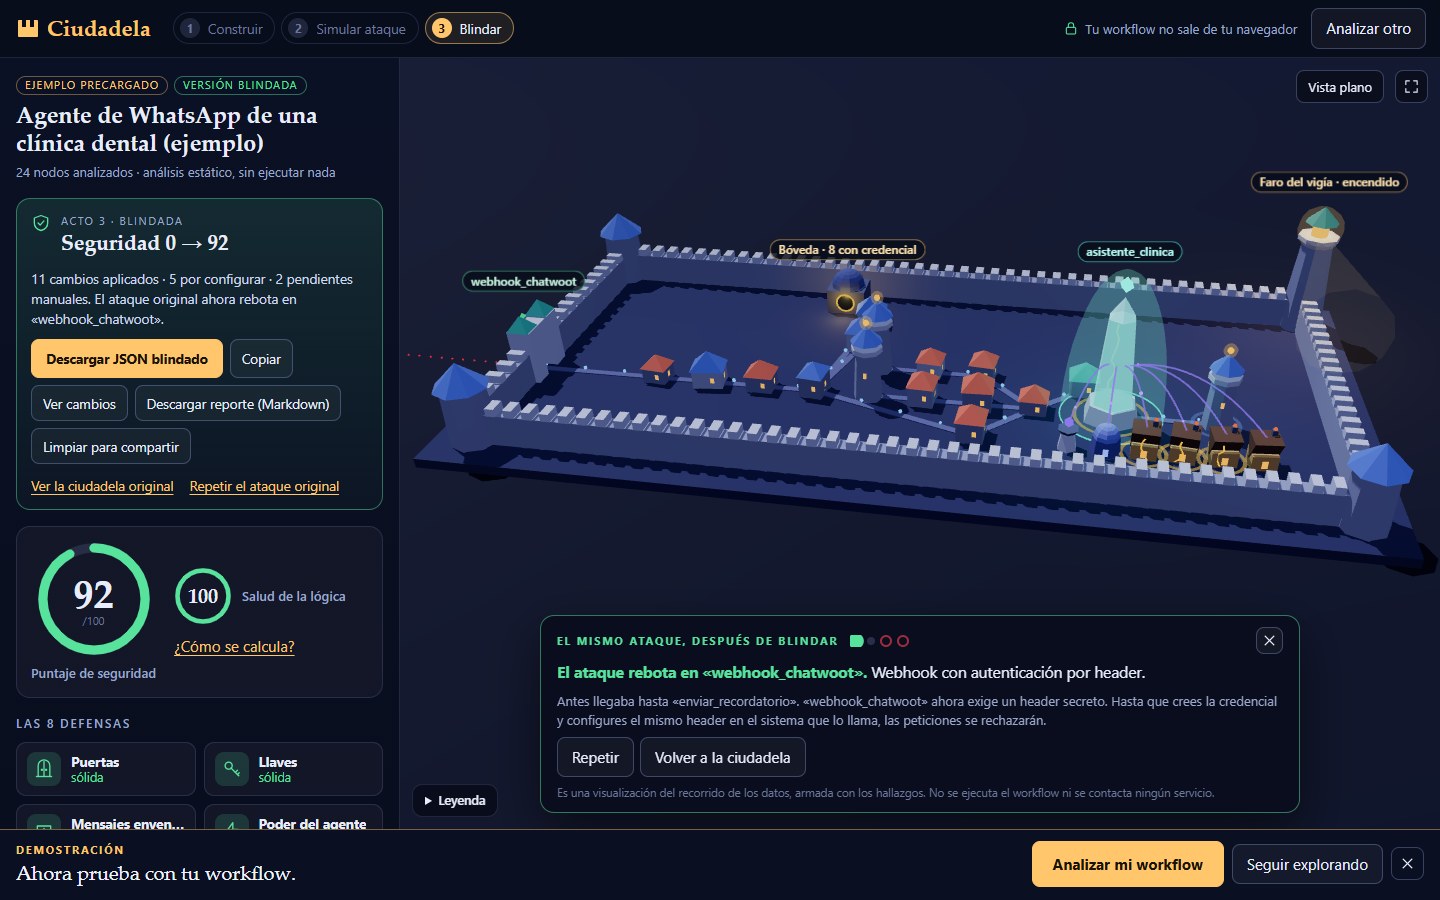 Ciudadela
1 Construir
2 Simular ataque
3 Blindar
Tu workflow no sale de tu navegador
Analizar otro
EJEMPLO PRECARGADO
VERSIÓN BLINDADA
Agente de WhatsApp de una
clínica dental (ejemplo)
24 nodos analizados · análisis estático, sin ejecutar nada
ACTO 3 · BLINDADA
Seguridad 0 → 92
11 cambios aplicados · 5 por configurar · 2 pendientes
manuales. El ataque original ahora rebota en
«webhook_chatwoot».
Descargar JSON blindado
Copiar
Ver cambios
Descargar reporte (Markdown)
Limpiar para compartir
Ver la ciudadela original
Repetir el ataque original
92
/100
Puntaje de seguridad
100
Salud de la lógica
¿Cómo se calcula?
LAS 8 DEFENSAS
Puertas
sólida
Llaves
sólida
Mensajes enven...
Poder del agente
Vista plano
Faro del vigía · encendido
Bóveda · 8 con credencial
asistente_clinica
webhook_chatwoot
EL MISMO ATAQUE, DESPUÉS DE BLINDAR
El ataque rebota en «webhook_chatwoot». Webhook con autenticación por header.
Antes llegaba hasta «enviar_recordatorio». «webhook_chatwoot» ahora exige un header secreto. Hasta que crees la credencial
y configures el mismo header en el sistema que lo llama, las peticiones se rechazarán.
Repetir
Volver a la ciudadela
Es una visualización del recorrido de los datos, armada con los hallazgos. No se ejecuta el workflow ni se contacta ningún servicio.
Leyenda
DEMOSTRACIÓN
Ahora prueba con tu workflow.
Analizar mi workflow
Seguir explorando